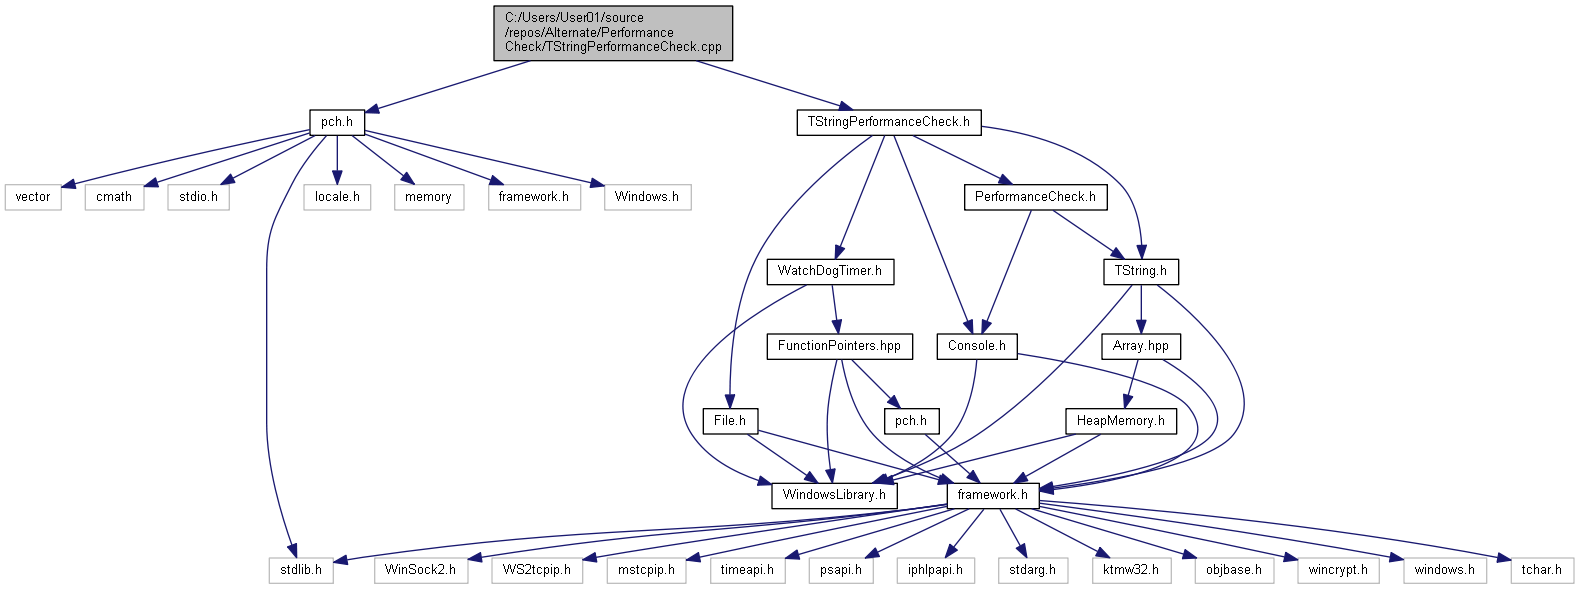 C:/Users/User01/source
/repos/Alternate/Performance
Check/TStringPerformanceCheck.cpp
pch.h
TStringPerformanceCheck.h
vector
cmath
stdio.h
locale.h
memory
framework.h
Windows.h
PerformanceCheck.h
WatchDogTimer.h
TString.h
FunctionPointers.hpp
Console.h
Array.hpp
File.h
pch.h
HeapMemory.h
WindowsLibrary.h
framework.h
stdlib.h
WinSock2.h
WS2tcpip.h
mstcpip.h
timeapi.h
psapi.h
iphlpapi.h
stdarg.h
ktmw32.h
objbase.h
wincrypt.h
windows.h
tchar.h